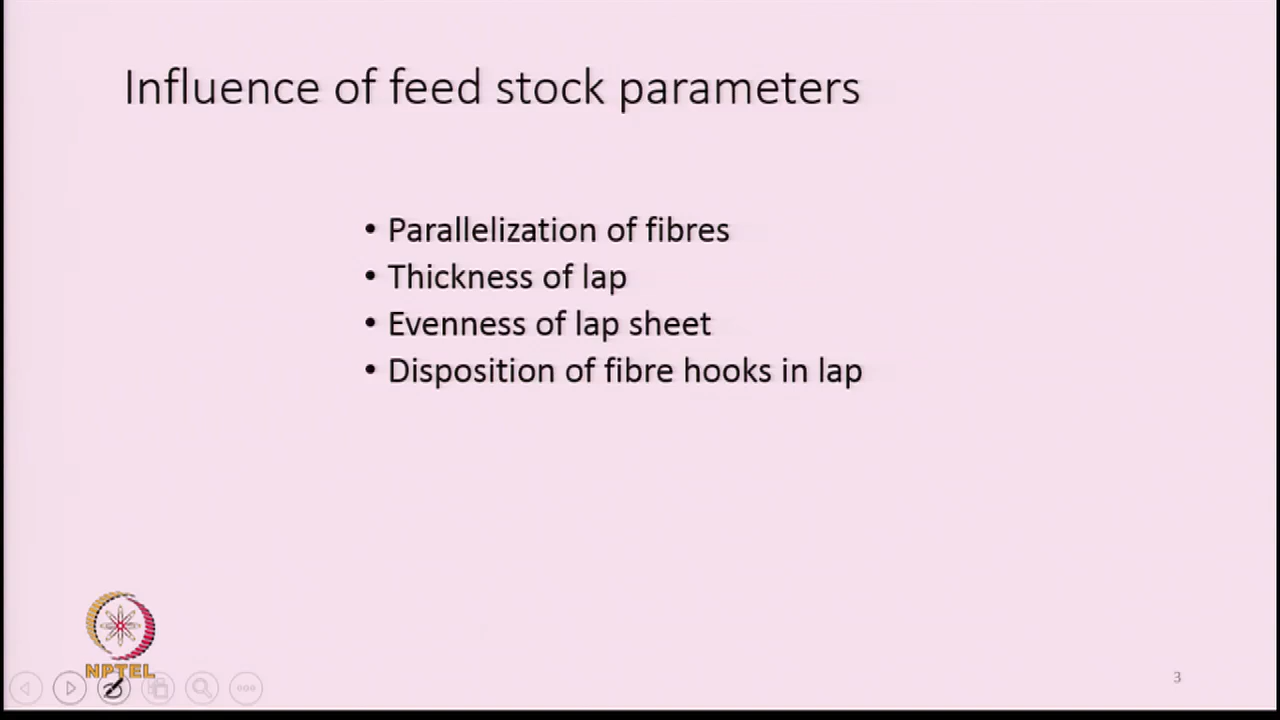 Influence of feed stock parameters
• Parallelization of fibres
• Thickness of lap
• Evenness of lap sheet
• Disposition of fibre hooks in lap
NPTEL
3